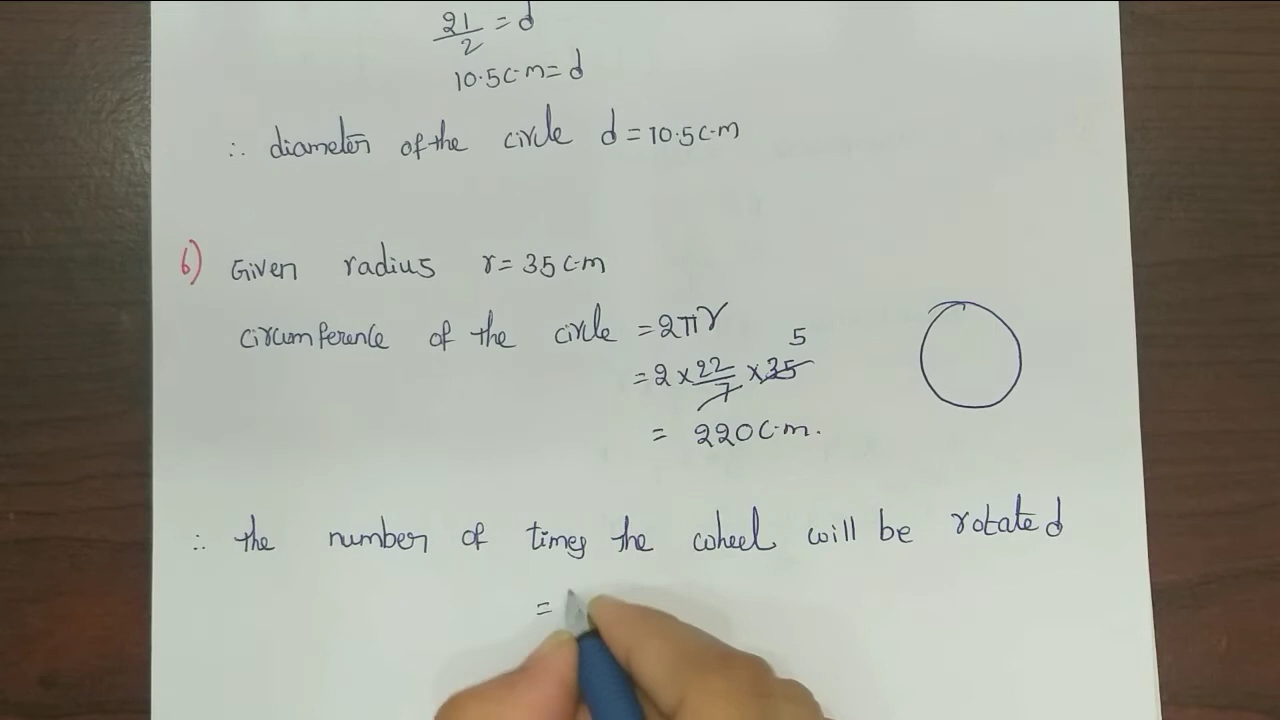 21/2 = d
10.5 c·m = d
∴ diameter of the circle d = 10.5 c·m
6) Given radius r = 35 c·m
circumference of the circle = 2πr
= 2 × 22/7 × 35 5
= 220 c·m.
∴ the number of times the wheel will be rotated
=